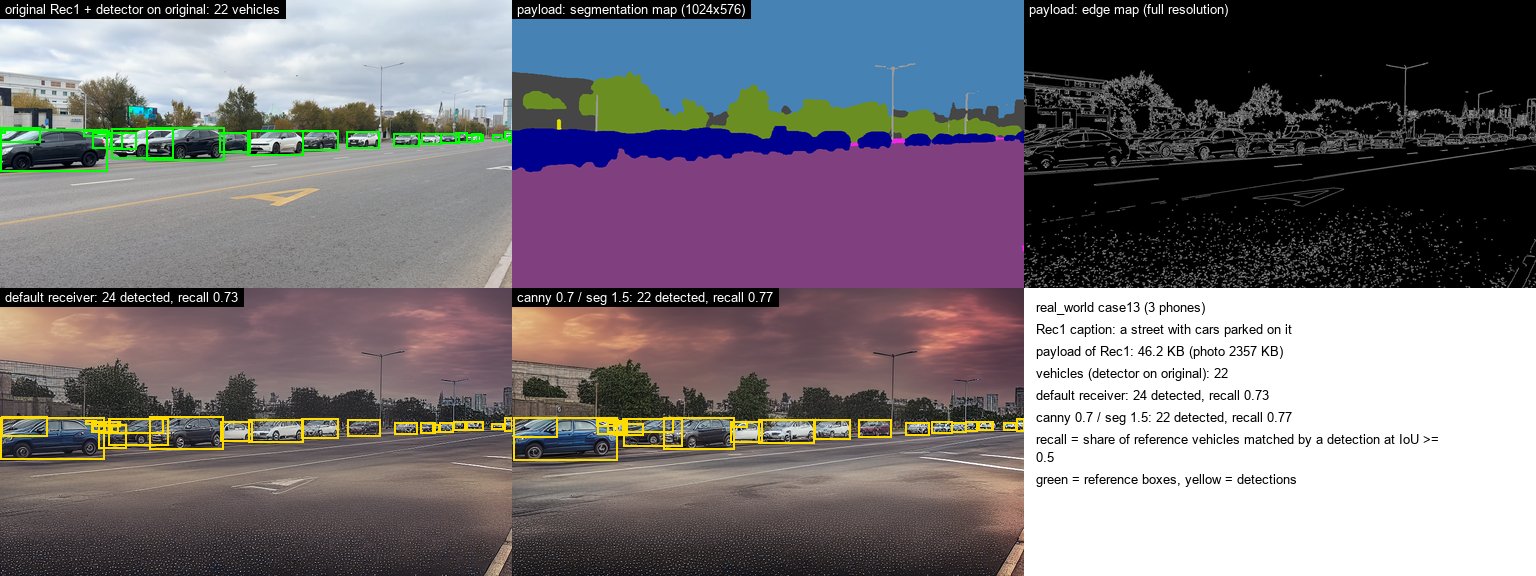 original Rec1 + detector on original: 22 vehicles
payload: segmentation map (1024x576)
payload: edge map (full resolution)
default receiver: 24 detected, recall 0.73
canny 0.7 / seg 1.5: 22 detected, recall 0.77
real_world case13 (3 phones)
Rec1 caption: a street with cars parked on it
payload of Rec1: 46.2 KB (photo 2357 KB)
vehicles (detector on original): 22
default receiver: 24 detected, recall 0.73
canny 0.7 / seg 1.5: 22 detected, recall 0.77
recall = share of reference vehicles matched by a detection at IoU >=
0.5
green = reference boxes, yellow = detections